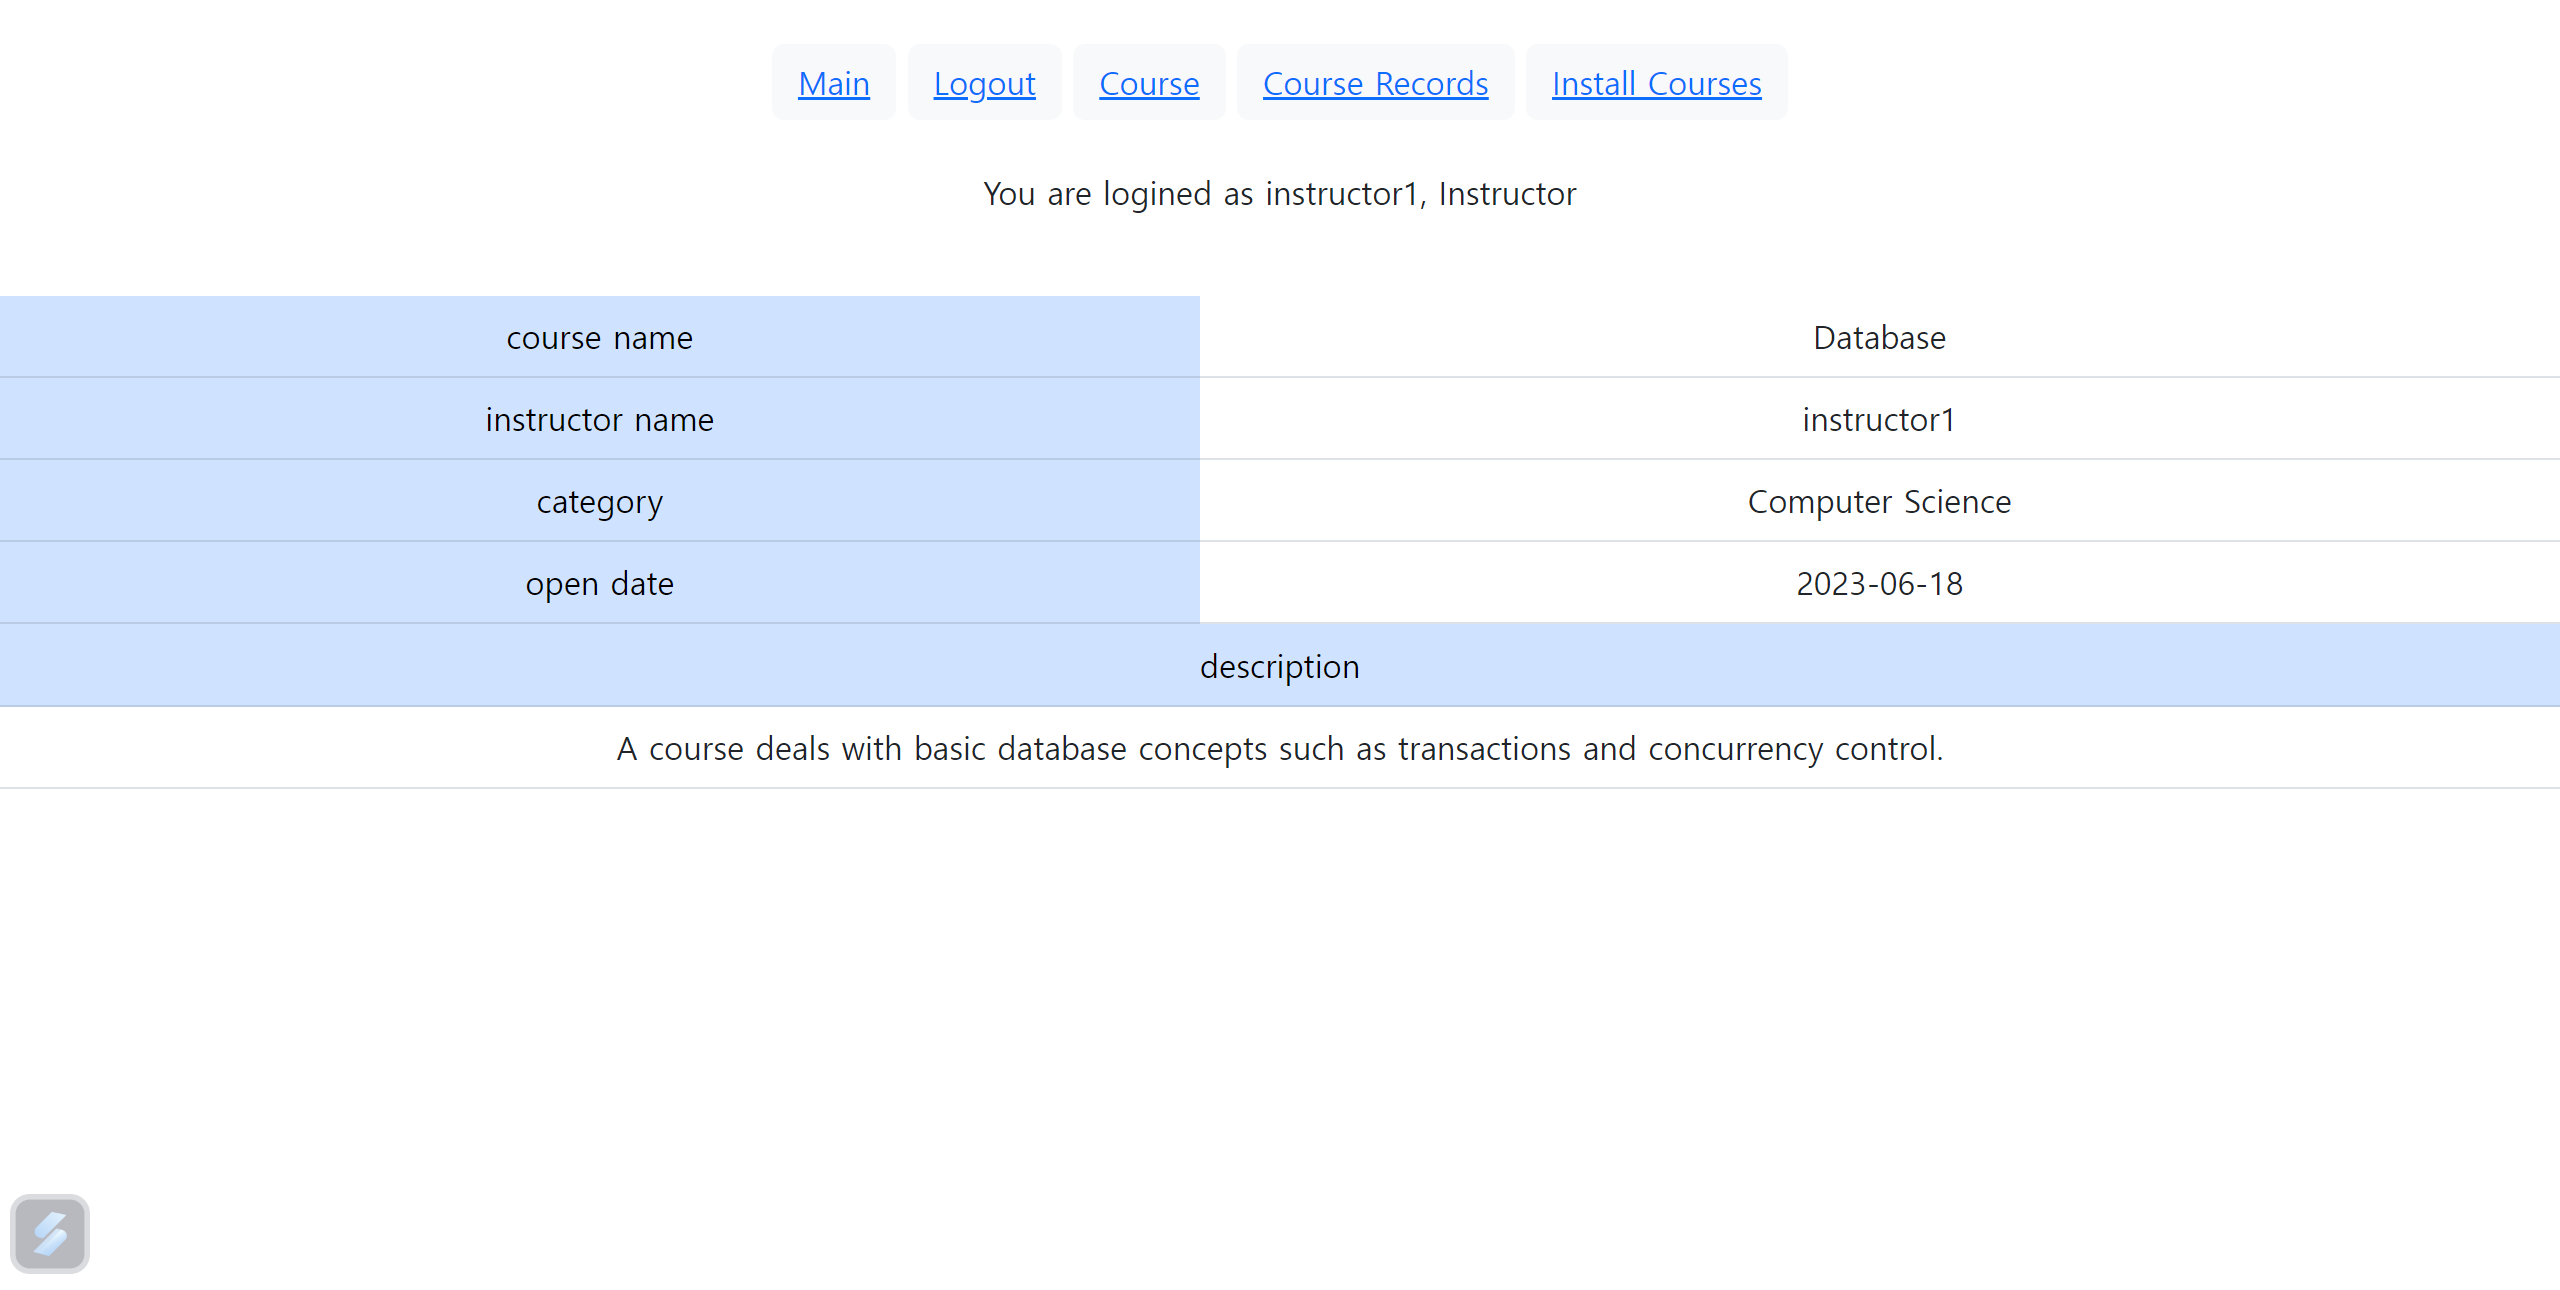 Main Logout Course Course Records Install Courses
You are logined as instructor1, Instructor
course name Database
instructor name instructor1
category Computer Science
open date 2023-06-18
description
A course deals with basic database concepts such as transactions and concurrency control.